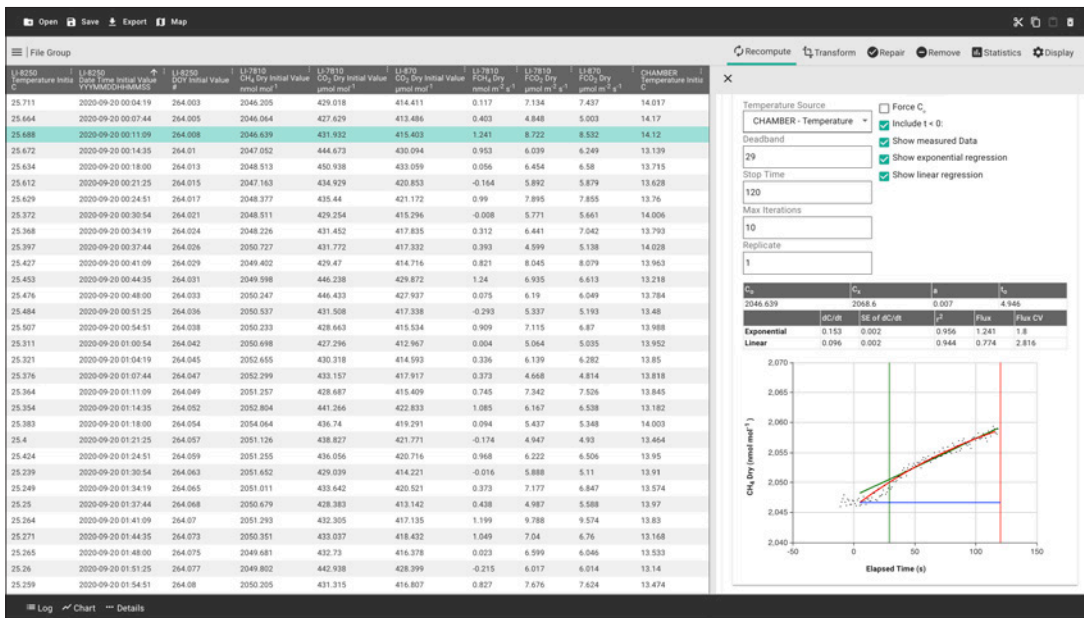 Open Save Export Map
File Group
Recompute Transform Repair Remove Statistics Display
LI-8250 LI-8250 LI-8250 LI-7810 LI-7810 LI-870 LI-7810 LI-7810 LI-870 CHAMBER
Temperature Initia Date Time Initial Value DOY Initial Value CH₄ Dry Initial Value CO₂ Dry Initial Value CO₂ Dry Initial Value FCH₄ Dry FCO₂ Dry FCO₂ Dry Temperature Initia
C YYYMMDDHHMMSS # nmol mol⁻¹ µmol mol⁻¹ µmol mol⁻¹ nmol m⁻² s⁻¹ µmol m⁻² s⁻¹ µmol m⁻² s⁻¹ C
25.711 2020-09-20 00:04:19 264.003 2046.205 429.018 414.411 0.117 7.134 7.437 14.017
25.664 2020-09-20 00:07:44 264.005 2046.064 427.629 413.486 0.403 4.848 5.003 14.17
25.688 2020-09-20 00:11:09 264.008 2046.639 431.932 415.403 1.241 8.722 8.532 14.12
25.672 2020-09-20 00:14:35 264.01 2047.052 444.673 430.094 0.953 6.039 6.249 13.139
25.634 2020-09-20 00:18:00 264.013 2048.513 450.938 433.059 0.056 6.454 6.58 13.715
25.612 2020-09-20 00:21:25 264.015 2047.163 434.929 420.853 -0.164 5.892 5.879 13.628
25.629 2020-09-20 00:24:51 264.017 2048.377 435.44 421.172 0.99 7.895 7.855 13.76
25.372 2020-09-20 00:30:54 264.021 2048.511 429.254 415.296 -0.008 5.771 5.661 14.006
25.368 2020-09-20 00:34:19 264.024 2048.226 431.452 417.835 0.312 6.441 7.042 13.793
25.397 2020-09-20 00:37:44 264.026 2050.727 431.772 417.332 0.393 4.599 5.138 14.028
25.427 2020-09-20 00:41:09 264.029 2049.402 429.47 414.716 0.821 8.045 8.079 13.963
25.453 2020-09-20 00:44:35 264.031 2049.598 446.238 429.872 1.24 6.935 6.613 13.218
25.476 2020-09-20 00:48:00 264.033 2050.247 446.433 427.937 0.075 6.19 6.049 13.784
25.484 2020-09-20 00:51:25 264.036 2050.537 431.508 417.338 -0.293 5.337 5.193 13.48
25.507 2020-09-20 00:54:51 264.038 2050.233 428.663 415.534 0.909 7.115 6.87 13.988
25.311 2020-09-20 01:00:54 264.042 2050.698 427.296 412.967 0.004 5.064 5.035 13.952
25.321 2020-09-20 01:04:19 264.045 2052.655 430.318 414.593 0.336 6.139 6.282 13.85
25.376 2020-09-20 01:07:44 264.047 2052.299 433.157 417.917 0.373 4.668 4.814 13.818
25.364 2020-09-20 01:11:09 264.049 2051.257 428.687 415.409 0.745 7.342 7.526 13.845
25.354 2020-09-20 01:14:35 264.052 2052.804 441.266 422.833 1.085 6.167 6.538 13.182
25.383 2020-09-20 01:18:00 264.054 2054.064 436.74 419.291 0.094 5.437 5.348 14.003
25.4 2020-09-20 01:21:25 264.057 2051.126 438.827 421.771 -0.174 4.947 4.93 13.464
25.424 2020-09-20 01:24:51 264.059 2051.255 436.056 420.716 0.968 6.222 6.506 13.95
25.239 2020-09-20 01:30:54 264.063 2051.652 429.039 414.221 -0.016 5.888 5.11 13.91
25.249 2020-09-20 01:34:19 264.065 2051.011 433.642 420.521 0.373 7.177 6.847 13.574
25.25 2020-09-20 01:37:44 264.068 2050.679 428.383 413.142 0.438 4.987 5.588 13.97
25.264 2020-09-20 01:41:09 264.07 2051.293 432.305 417.135 1.199 9.788 9.574 13.83
25.271 2020-09-20 01:44:35 264.073 2050.351 433.037 418.432 1.049 7.04 6.76 13.168
25.265 2020-09-20 01:48:00 264.075 2049.681 432.73 416.378 0.023 6.599 6.046 13.533
25.26 2020-09-20 01:51:25 264.077 2049.802 442.938 428.399 -0.215 6.017 6.014 13.14
25.259 2020-09-20 01:54:51 264.08 2050.205 431.315 416.807 0.827 7.676 7.624 13.474
Temperature Source
CHAMBER - Temperature
Deadband
29
Stop Time
120
Max Iterations
10
Replicate
1
Force Cₓ
Include t < 0:
Show measured Data
Show exponential regression
Show linear regression
C₀ Cₓ a t₀
2046.639 2068.6 0.007 4.946
dC/dt SE of dC/dt r² Flux Flux CV
Exponential 0.153 0.002 0.956 1.241 1.8
Linear 0.096 0.002 0.944 0.774 2.816
2,070
2,065
2,060
2,055
2,050
2,045
2,040
CH₄ Dry (nmol mol⁻¹)
-50 0 50 100 150
Elapsed Time (s)
Log Chart Details